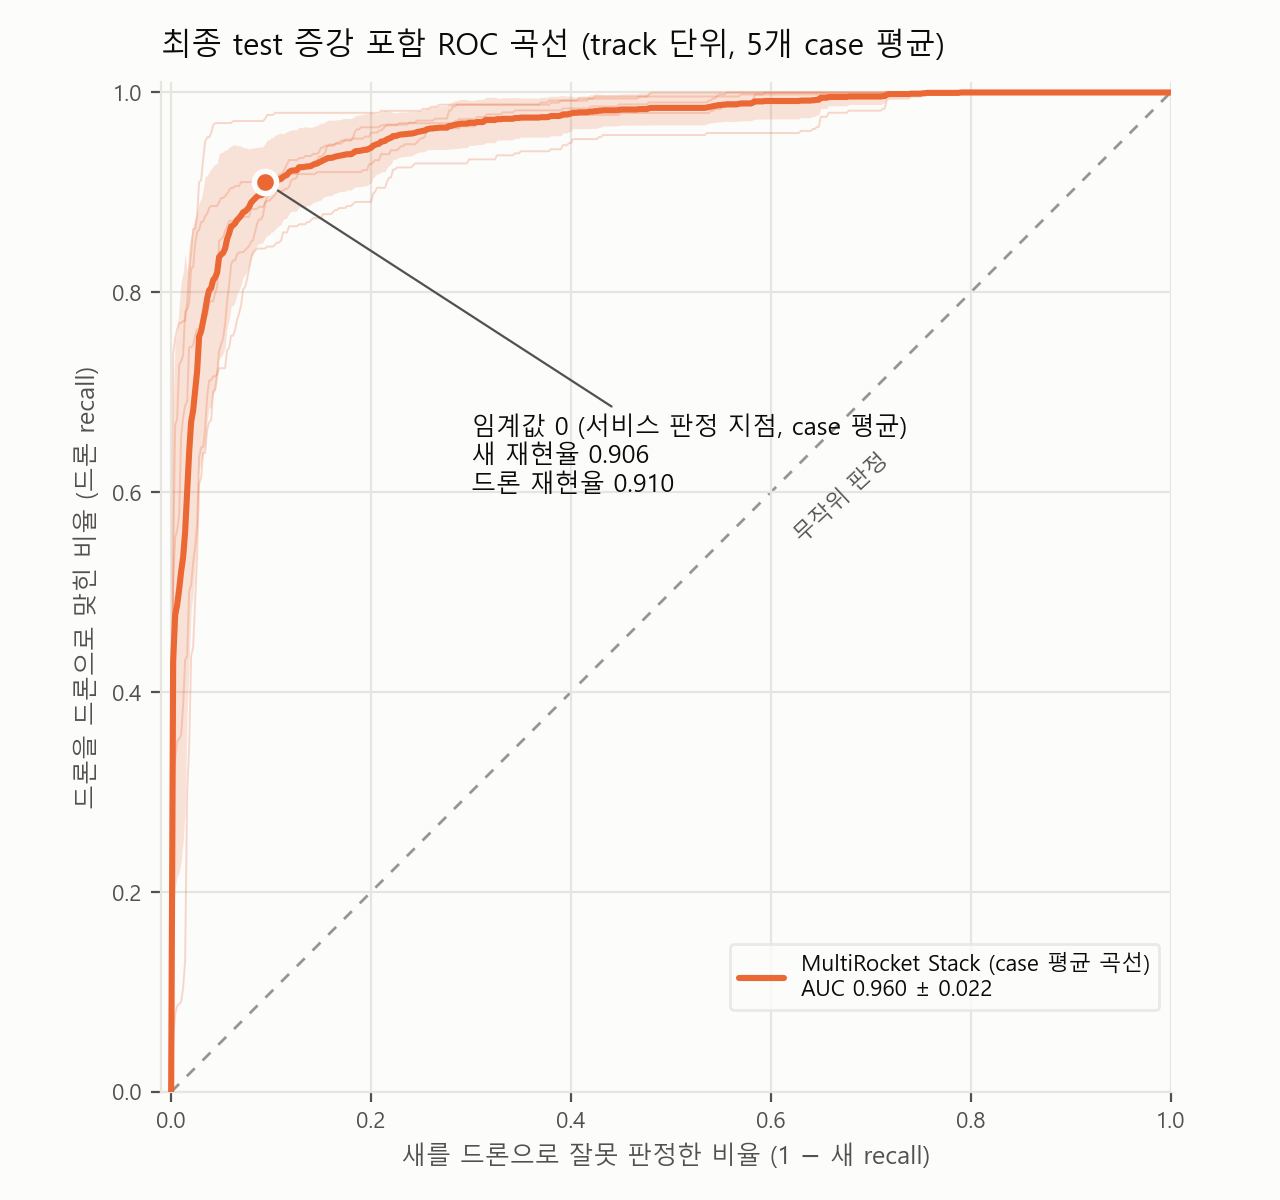 최종 test 증강 포함 ROC 곡선 (track 단위, 5개 case 평균)
1.0
0.8
0.6
0.4
0.2
0.0
드론을 드론으로 맞힌 비율 (드론 recall)
임계값 0 (서비스 판정 지점, case 평균)
새 재현율 0.906
드론 재현율 0.910
무작위 판정
MultiRocket Stack (case 평균 곡선)
AUC 0.960 ± 0.022
0.0 0.2 0.4 0.6 0.8 1.0
새를 드론으로 잘못 판정한 비율 (1 − 새 recall)